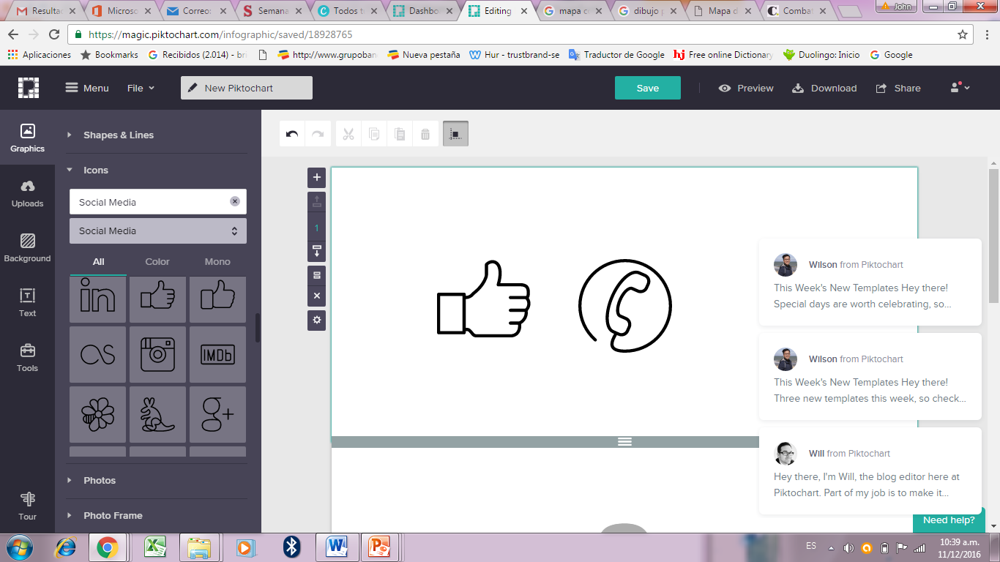 Resulta
Microso
Correo:
Semana
Todos t
Dashbo
Editing
mapa c
dibujo p
Mapa d
Combat
John
https://magic.piktochart.com/infographic/saved/18928765
Aplicaciones
Bookmarks
Recibidos (2.014) - bri
http://www.grupoban
Nueva pestaña
Hur - trustbrand-se
Traductor de Google
Free online Dictionary
Duolingo: Inicio
Google
Menu
File
New Piktochart
Save
Preview
Download
Share
Graphics
Uploads
Background
Text
Tools
Tour
Shapes & Lines
Icons
Social Media
Social Media
All
Color
Mono
in
IMDb
g+
Photos
Photo Frame
1
Wilson from Piktochart
This Week's New Templates Hey there!
Special days are worth celebrating, so...
Wilson from Piktochart
This Week's New Templates Hey there!
Three new templates this week, so check...
Will from Piktochart
Hey there, I'm Will, the blog editor here at
Piktochart. Part of my job is to make it...
Need help?
ES
10:39 a.m.
11/12/2016